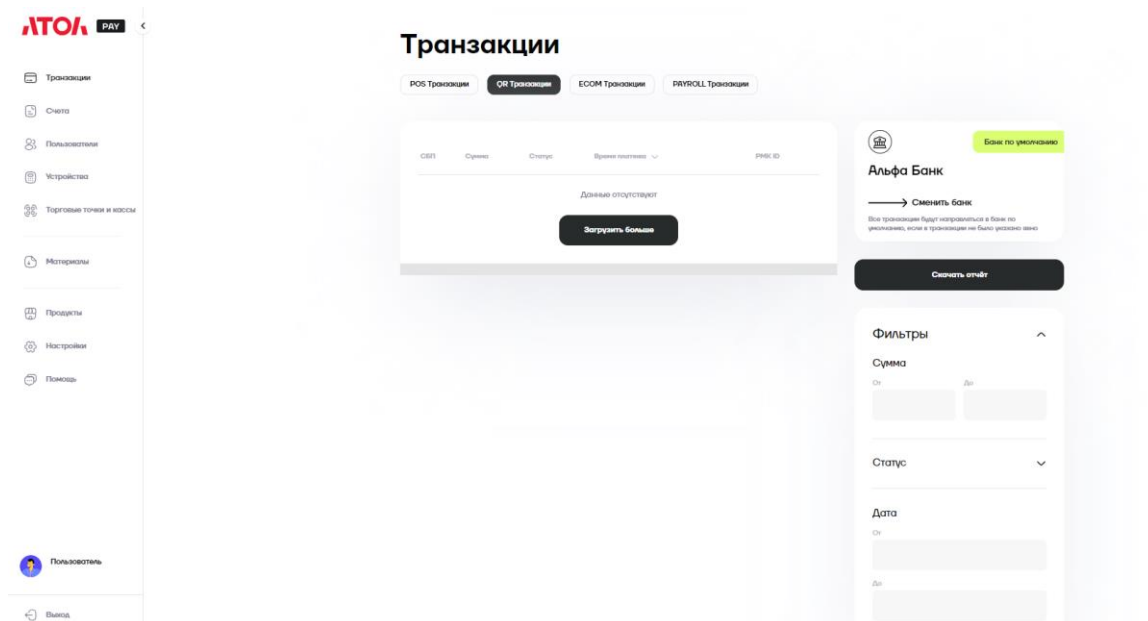 АТОЛ PAY
Транзакции
Счета
Пользователи
Устройства
Торговые точки и кассы
Материалы
Продукты
Настройки
Помощь
Пользователь
Выход
Транзакции
POS Транзакции QR Транзакции ECOM Транзакции PAYROLL Транзакции
СБП Сумма Статус Время платежа РМК ID
Данные отсутствуют
Загрузить больше
Банк по умолчанию
Альфа Банк
Сменить банк
Все транзакции будут направляться в банк по
умолчанию, если в транзакции не было указано явно
Скачать отчёт
Фильтры
Сумма
От До
Статус
Дата
От
До